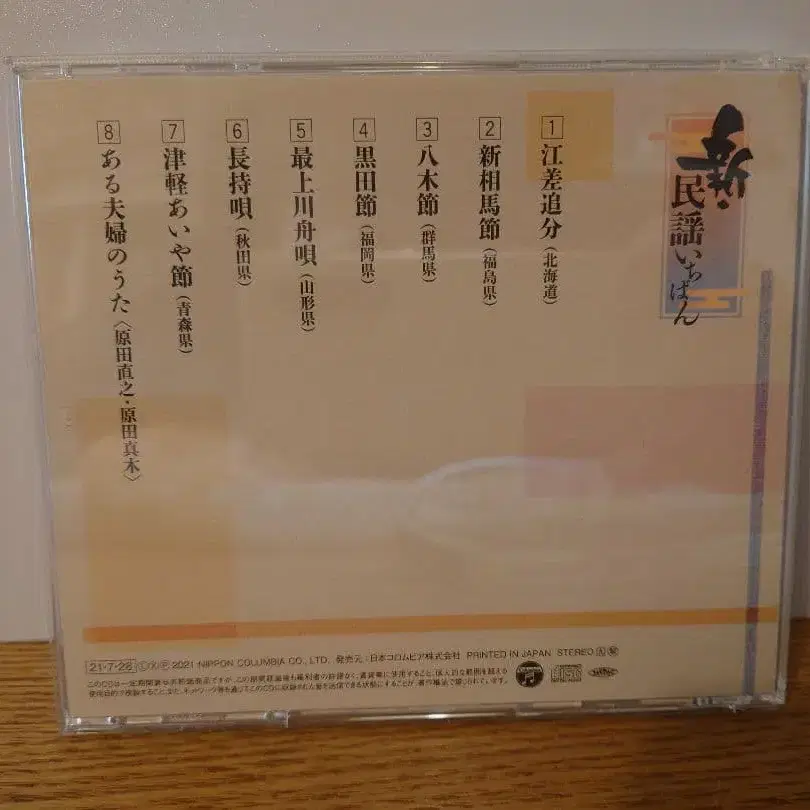 新・民謡いちばん
1 江差追分（北海道）
2 新相馬節（福島県）
3 八木節（群馬県）
4 黒田節（福岡県）
5 最上川舟唄（山形県）
6 長持唄（秋田県）
7 津軽あいや節（青森県）
8 ある夫婦のうた〈原田直之・原田真木〉
21-7-28 ⒸⓍⓅ 2021 NIPPON COLUMBIA CO., LTD. 発売元：日本コロムビア株式会社 PRINTED IN JAPAN STEREO